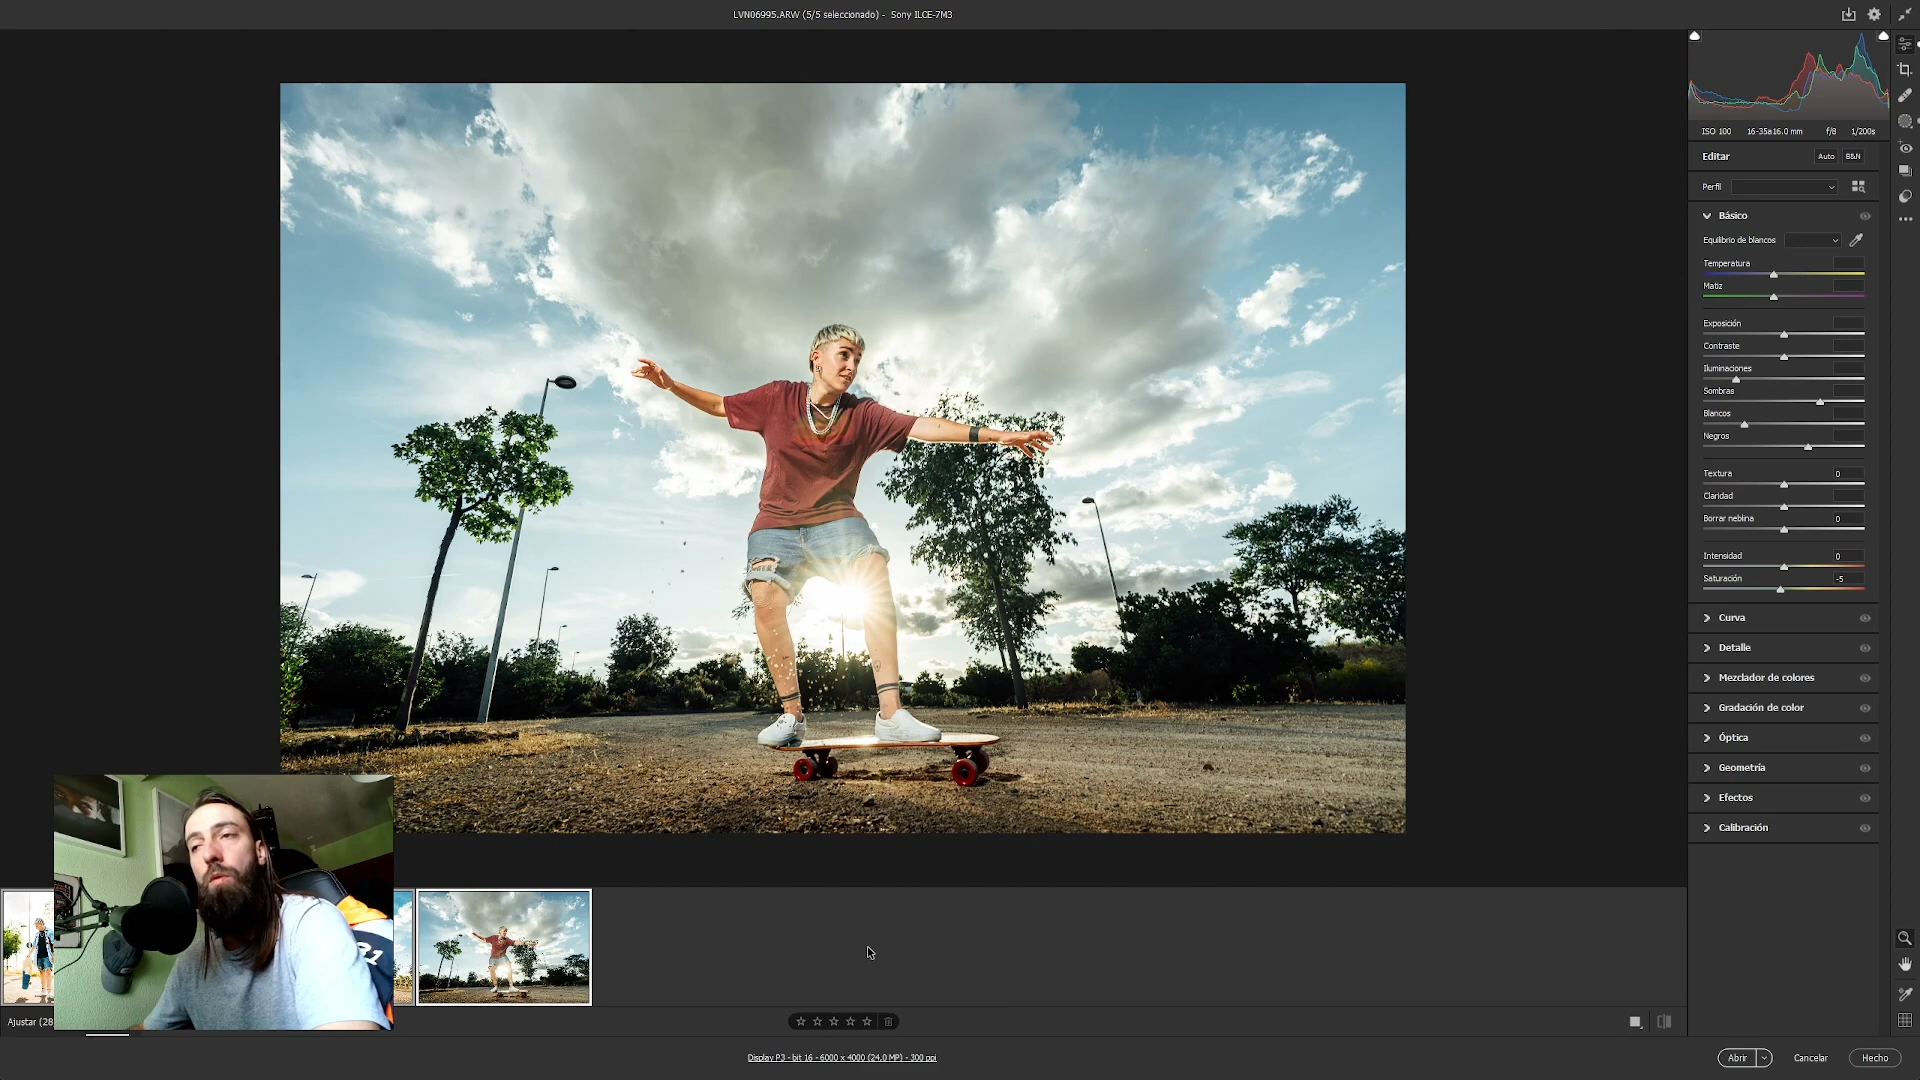 LVN06995.ARW (5/5 seleccionado) - Sony ILCE-7M3
ISO 100 16-35a16.0 mm f/8 1/200s
Editar Auto B&N
Perfil
Básico
Equilibrio de blancos
Temperatura
Matiz
Exposición
Contraste
Iluminaciones
Sombras
Blancos
Negros
Textura 0
Claridad
Borrar neblina 0
Intensidad 0
Saturación -5
Curva
Detalle
Mezclador de colores
Gradación de color
Óptica
Geometría
Efectos
Calibración
Ajustar (28
Display P3 - bit 16 - 6000 x 4000 (24.0 MP) - 300 ppi
Abrir Cancelar Hecho